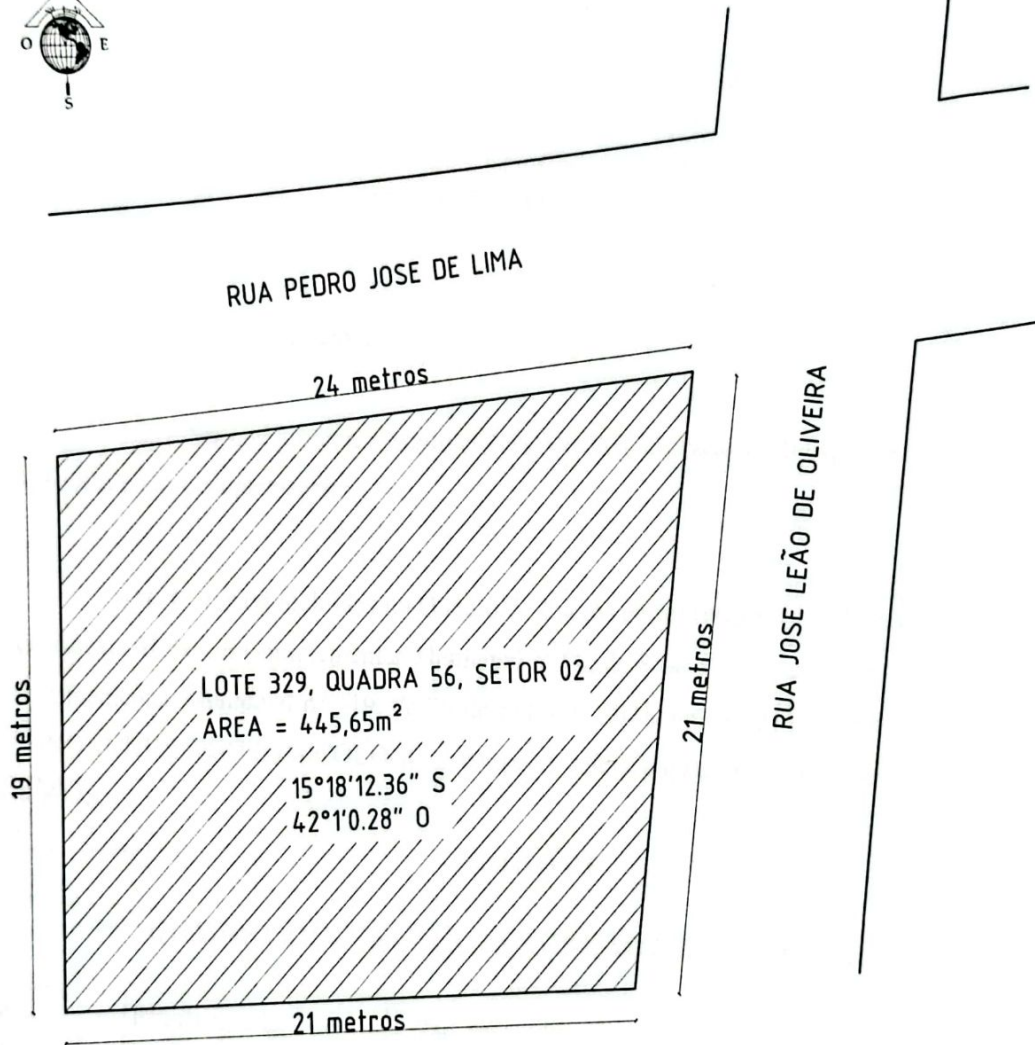 O E
S
RUA PEDRO JOSE DE LIMA
24 metros
RUA JOSE LEÃO DE OLIVEIRA
19 metros
21 metros
LOTE 329, QUADRA 56, SETOR 02
ÁREA = 445,65m²
15°18'12.36" S
42°1'0.28" O
21 metros